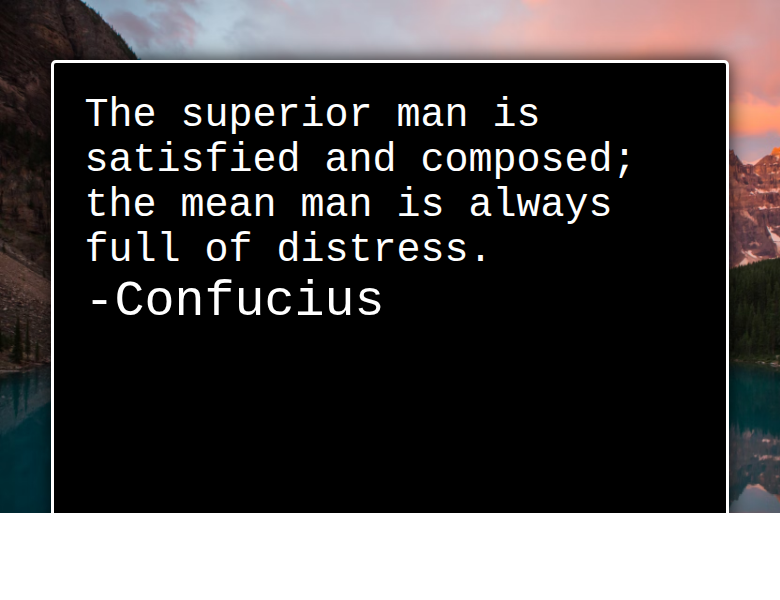 The superior man is
satisfied and composed;
the mean man is always
full of distress.
-Confucius